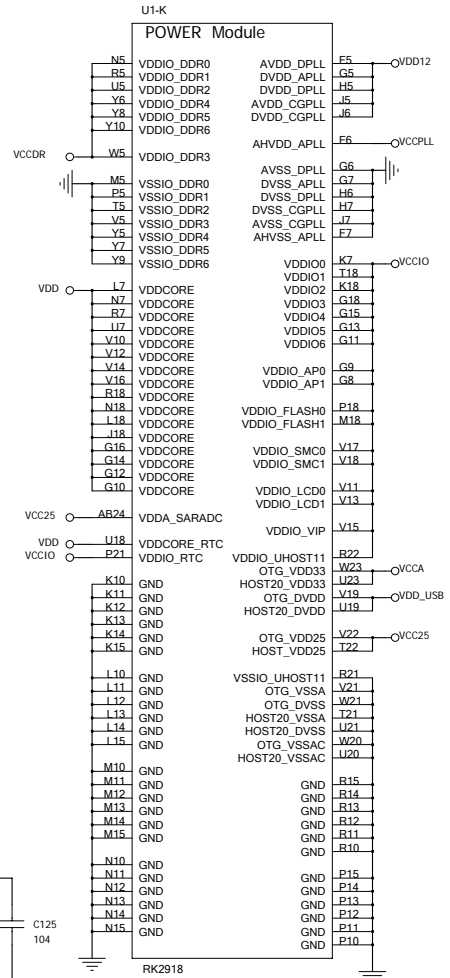 U1-K
POWER Module
N5 VDDIO_DDR0
R5 VDDIO_DDR1
U5 VDDIO_DDR2
Y6 VDDIO_DDR4
Y8 VDDIO_DDR5
Y10 VDDIO_DDR6
VCCDR W5 VDDIO_DDR3
M5 VSSIO_DDR0
P5 VSSIO_DDR1
T5 VSSIO_DDR2
V5 VSSIO_DDR3
Y5 VSSIO_DDR4
Y7 VSSIO_DDR5
Y9 VSSIO_DDR6
VDD L7 VDDCORE
N7 VDDCORE
R7 VDDCORE
U7 VDDCORE
V10 VDDCORE
V12 VDDCORE
V14 VDDCORE
V16 VDDCORE
R18 VDDCORE
N18 VDDCORE
L18 VDDCORE
J18 VDDCORE
G16 VDDCORE
G14 VDDCORE
G12 VDDCORE
G10 VDDCORE
VCC25 AB24 VDDA_SARADC
VDD U18 VDDCORE_RTC
VCCIO P21 VDDIO_RTC
K10 GND
K11 GND
K12 GND
K13 GND
K14 GND
K15 GND
L10 GND
L11 GND
L12 GND
L13 GND
L14 GND
L15 GND
M10 GND
M11 GND
M12 GND
M13 GND
M14 GND
M15 GND
N10 GND
N11 GND
N12 GND
N13 GND
N14 GND
N15 GND
AVDD_DPLL F5 VDD12
DVDD_APLL G5
DVDD_DPLL H5
AVDD_CGPLL J5
DVDD_CGPLL J6
AHVDD_APLL F6 VCCPLL
AVSS_DPLL G6
DVSS_APLL G7
DVSS_DPLL H6
DVSS_CGPLL H7
AVSS_CGPLL J7
AHVSS_APLL F7
VDDIO0 K7 VCCIO
VDDIO1 T18
VDDIO2 K18
VDDIO3 G18
VDDIO4 G15
VDDIO5 G13
VDDIO6 G11
VDDIO_AP0 G9
VDDIO_AP1 G8
VDDIO_FLASH0 P18
VDDIO_FLASH1 M18
VDDIO_SMC0 V17
VDDIO_SMC1 V18
VDDIO_LCD0 V11
VDDIO_LCD1 V13
VDDIO_VIP V15
VDDIO_UHOST11 R22
OTG_VDD33 W23 VCCA
HOST20_VDD33 U23
OTG_DVDD V19 VDD_USB
HOST20_DVDD U19
OTG_VDD25 V22 VCC25
HOST_VDD25 T22
VSSIO_UHOST11 R21
OTG_VSSA V21
OTG_DVSS W21
HOST20_VSSA T21
HOST20_DVSS U21
OTG_VSSAC W20
HOST20_VSSAC U20
GND R15
GND R14
GND R13
GND R12
GND R11
GND R10
GND P15
GND P14
GND P13
GND P12
GND P11
GND P10
C125
104
RK2918